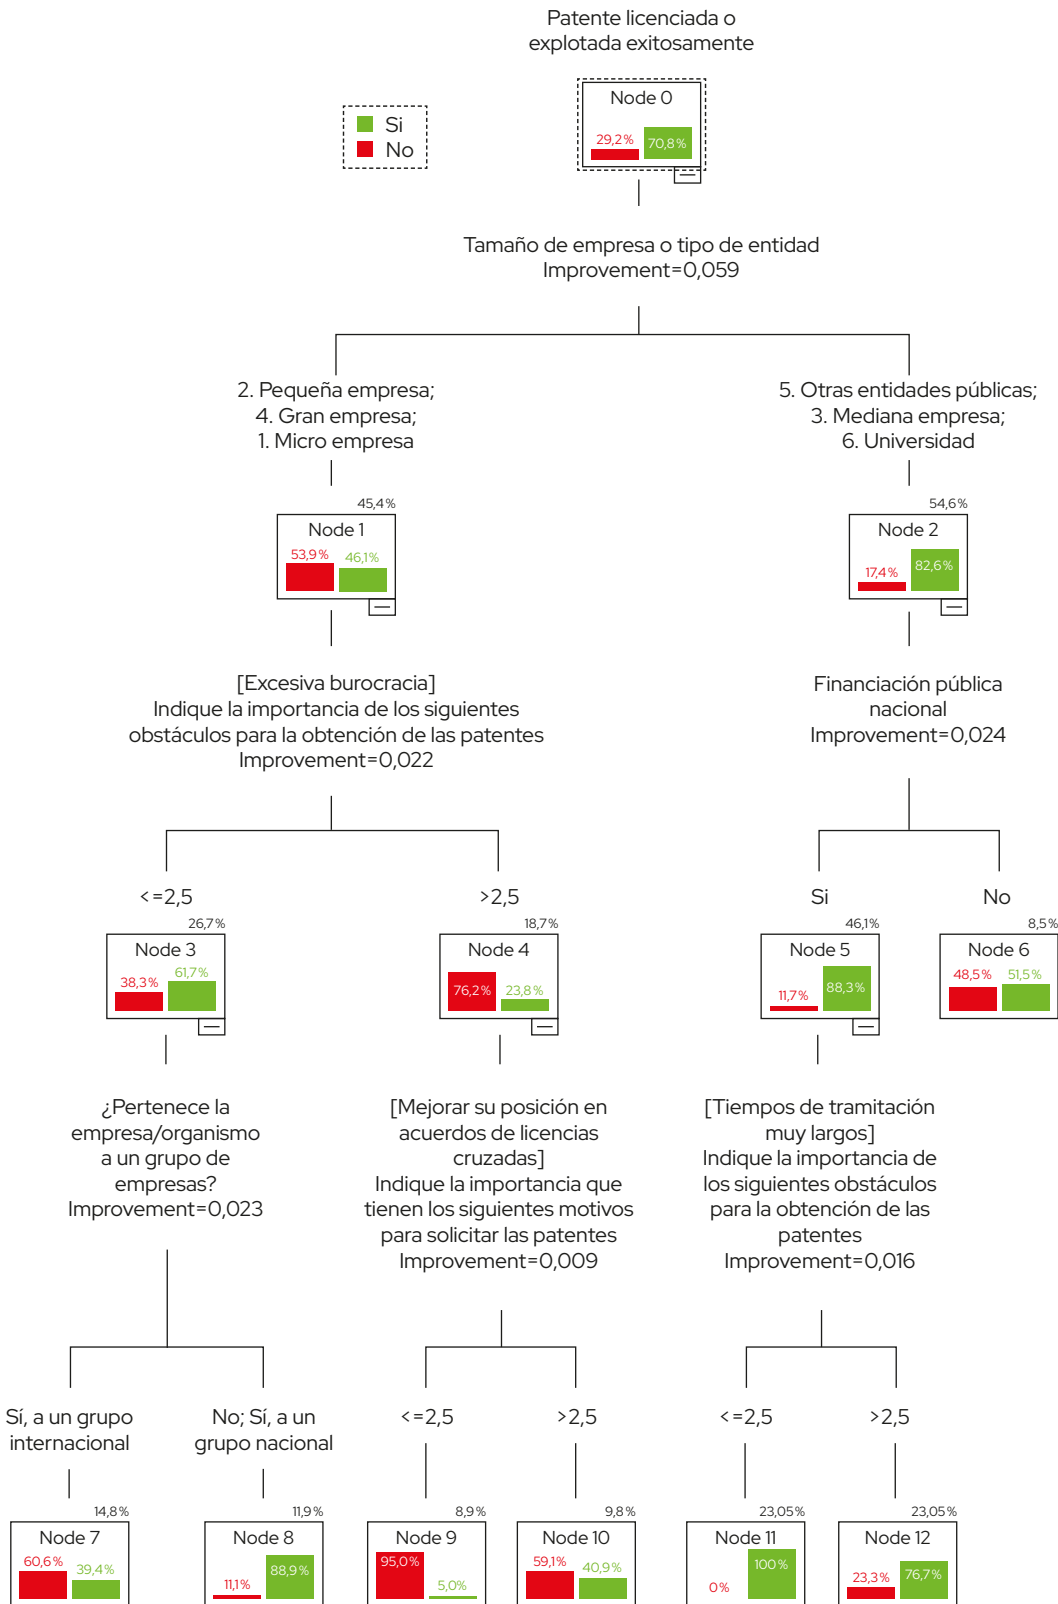 Patente licenciada o
explotada exitosamente
Node 0
29,2%
70,8%
Si
No
Tamaño de empresa o tipo de entidad
Improvement=0,059
2. Pequeña empresa;
4. Gran empresa;
1. Micro empresa
5. Otras entidades públicas;
3. Mediana empresa;
6. Universidad
45,4%
Node 1
53,9%
46,1%
54,6%
Node 2
17,4%
82,6%
[Excesiva burocracia]
Indique la importancia de los siguientes
obstáculos para la obtención de las patentes
Improvement=0,022
Financiación pública
nacional
Improvement=0,024
<=2,5
>2,5
Si
No
26,7%
Node 3
38,3%
61,7%
18,7%
Node 4
76,2%
23,8%
46,1%
Node 5
11,7%
88,3%
8,5%
Node 6
48,5%
51,5%
¿Pertenece la
empresa/organismo
a un grupo de
empresas?
Improvement=0,023
[Mejorar su posición en
acuerdos de licencias
cruzadas]
Indique la importancia que
tienen los siguientes motivos
para solicitar las patentes
Improvement=0,009
[Tiempos de tramitación
muy largos]
Indique la importancia de
los siguientes obstáculos
para la obtención de las
patentes
Improvement=0,016
Sí, a un grupo
internacional
No; Sí, a un
grupo nacional
<=2,5
>2,5
<=2,5
>2,5
14,8%
Node 7
60,6%
39,4%
11,9%
Node 8
11,1%
88,9%
8,9%
Node 9
95,0%
5,0%
9,8%
Node 10
59,1%
40,9%
23,05%
Node 11
0%
100%
23,05%
Node 12
23,3%
76,7%